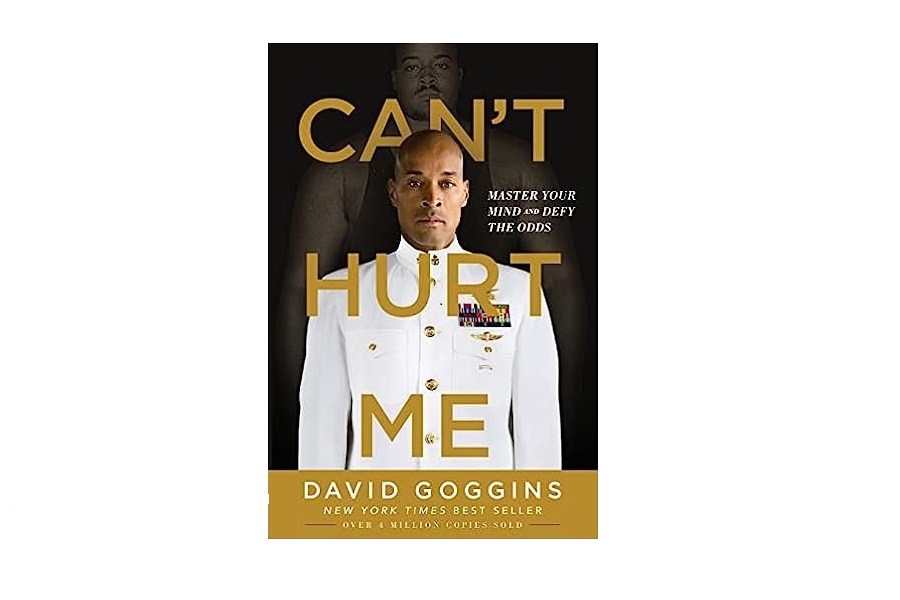 CAN'T
MASTER YOUR
MIND AND DEFY
THE ODDS
HURT
ME
DAVID GOGGINS
NEW YORK TIMES BEST SELLER
OVER 4 MILLION COPIES SOLD